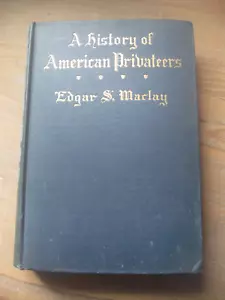 A History of
American Privateers
Edgar S. Maclay